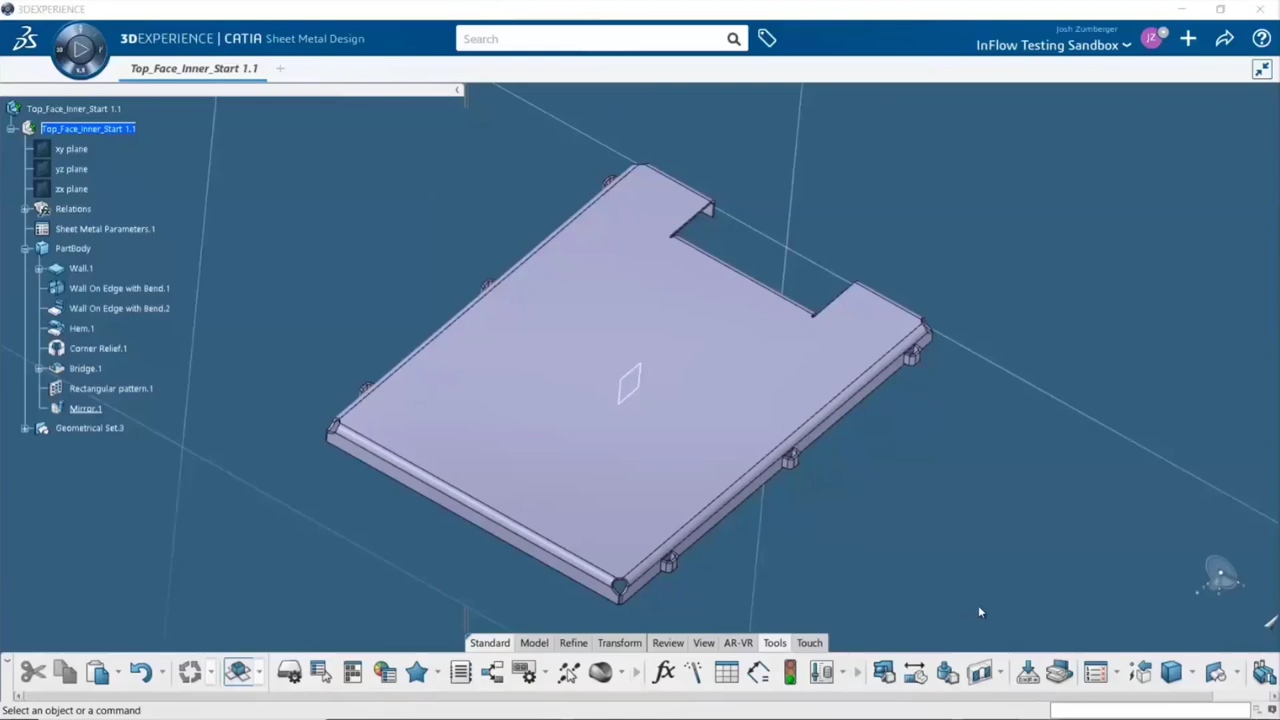 3DEXPERIENCE
3DEXPERIENCE | CATIA Sheet Metal Design
Search
Josh Zumberger
InFlow Testing Sandbox
JZ
Top_Face_Inner_Start 1.1
Top_Face_Inner_Start 1.1
Top_Face_Inner_Start 1.1
xy plane
yz plane
zx plane
Relations
Sheet Metal Parameters.1
PartBody
Wall.1
Wall On Edge with Bend.1
Wall On Edge with Bend.2
Hem.1
Corner Relief.1
Bridge.1
Rectangular pattern.1
Mirror.1
Geometrical Set.3
Standard Model Refine Transform Review View AR-VR Tools Touch
Select an object or a command